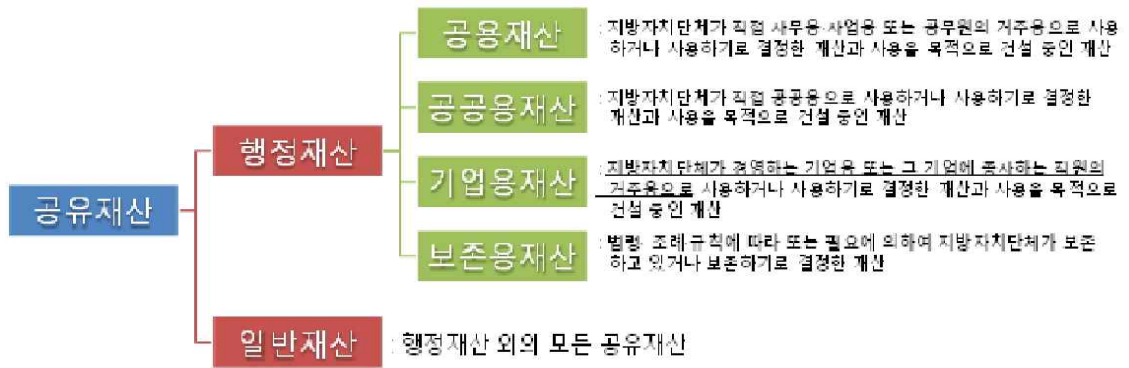 공유재산
행정재산
공용재산
: 지방자치단체가 직접 사무용·사업용 또는 공무원의 거주용으로 사용
하거나 사용하기로 결정한 재산과 사용을 목적으로 건설 중인 재산
공공용재산
: 지방자치단체가 직접 공공용으로 사용하거나 사용하기로 결정한
재산과 사용을 목적으로 건설 중인 재산
기업용재산
: 지방자치단체가 경영하는 기업용 또는 그 기업에 종사하는 직원의
거주용으로 사용하거나 사용하기로 결정한 재산과 사용을 목적으로
건설 중인 재산
보존용재산
: 법령·조례·규칙에 따라 또는 필요에 의하여 지방자치단체가 보존
하고 있거나 보존하기로 결정한 재산
일반재산
: 행정재산 외의 모든 공유재산